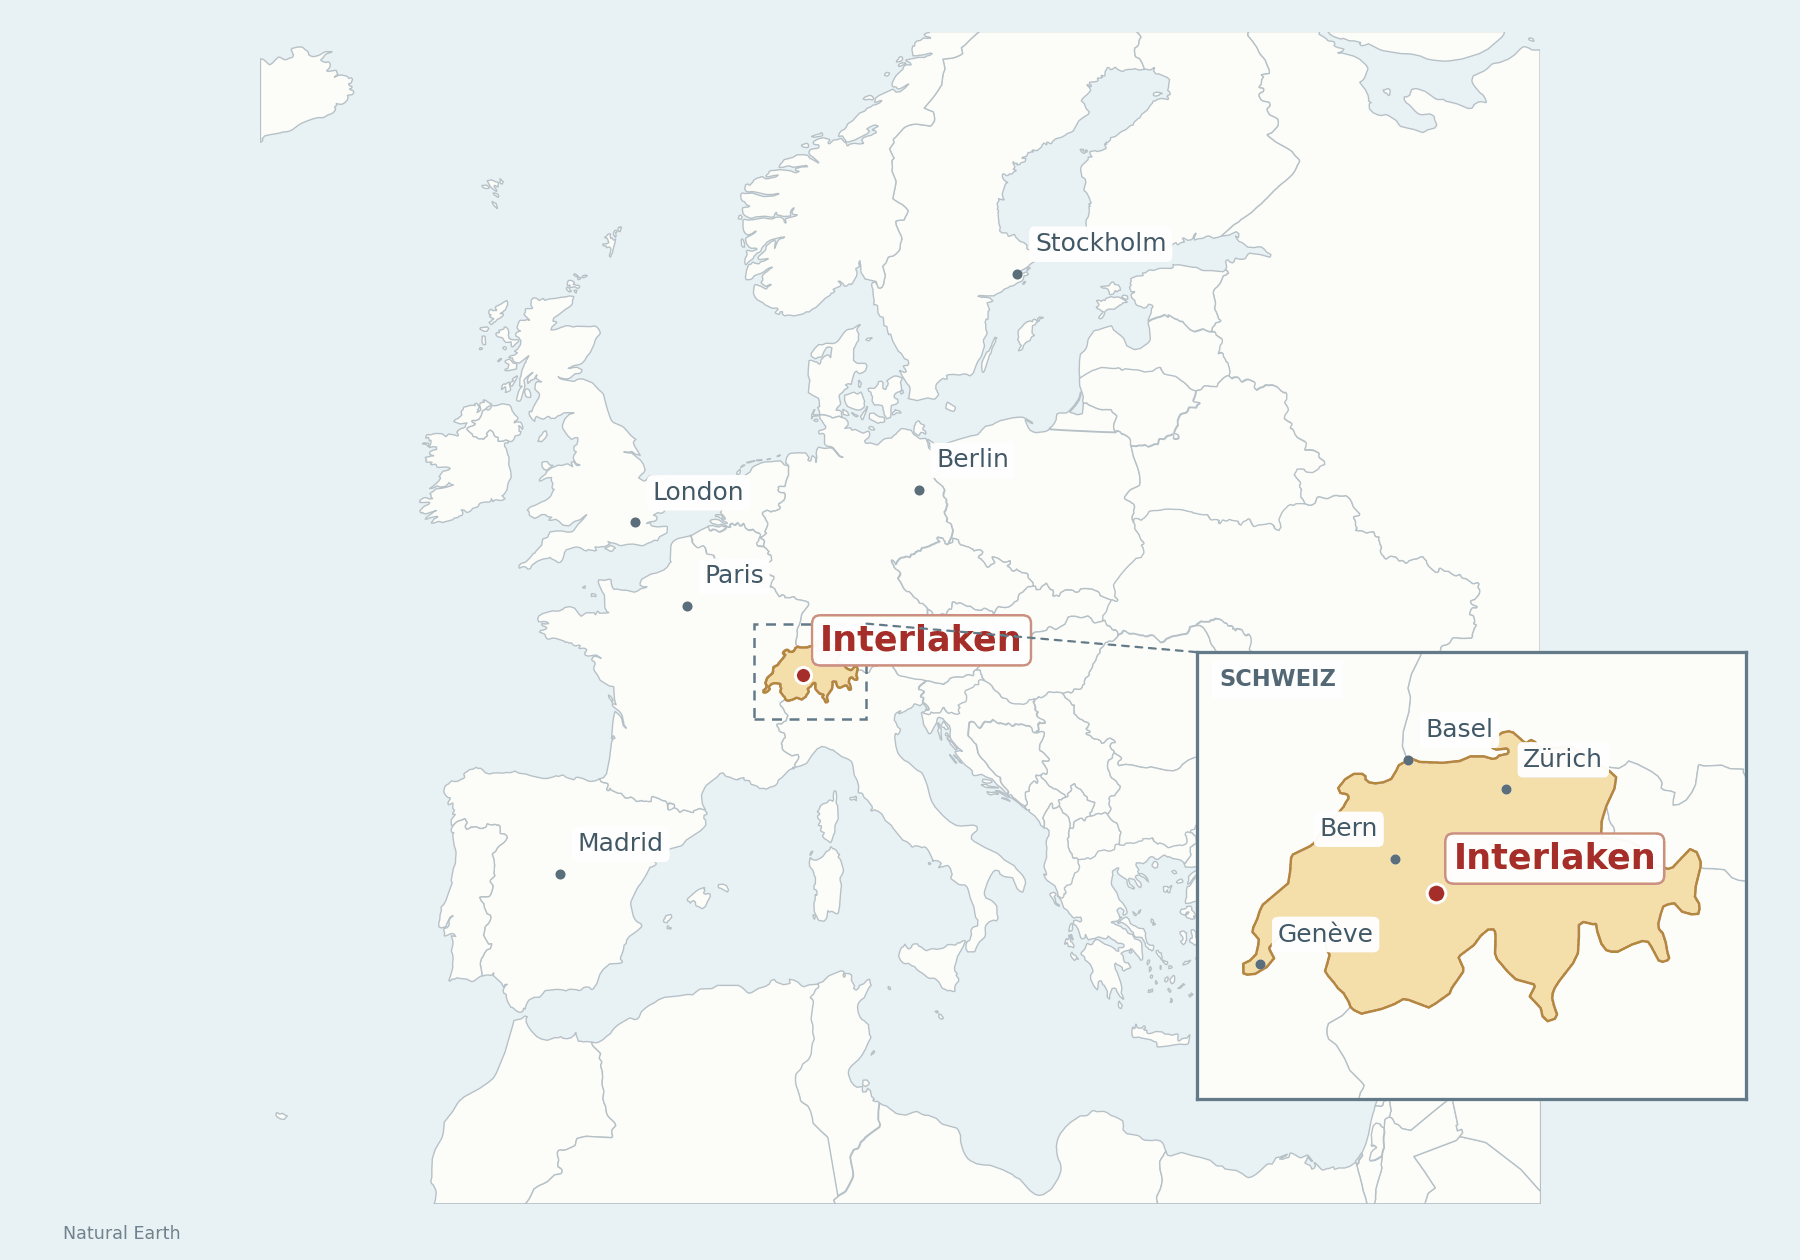 Stockholm
Berlin
London
Paris
Interlaken
SCHWEIZ
Basel
Zürich
Bern
Interlaken
Madrid
Genève
Natural Earth